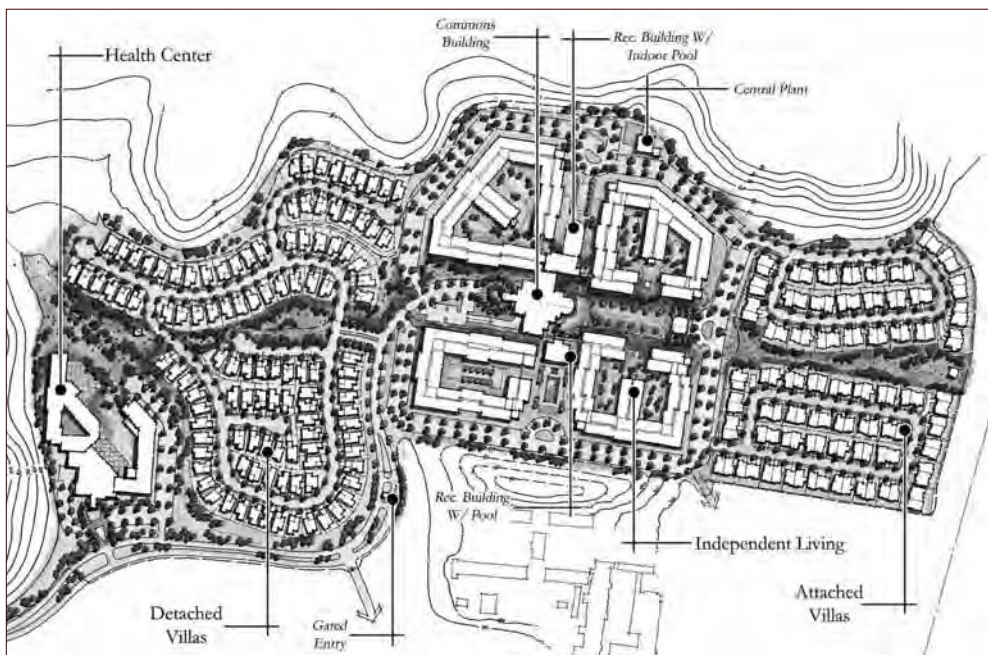 Commons
Building
Rec. Building W/
Indoor Pool
Health Center
Central Plant
Rec. Building
W/ Pool
Independent Living
Detached
Villas
Gated
Entry
Attached
Villas